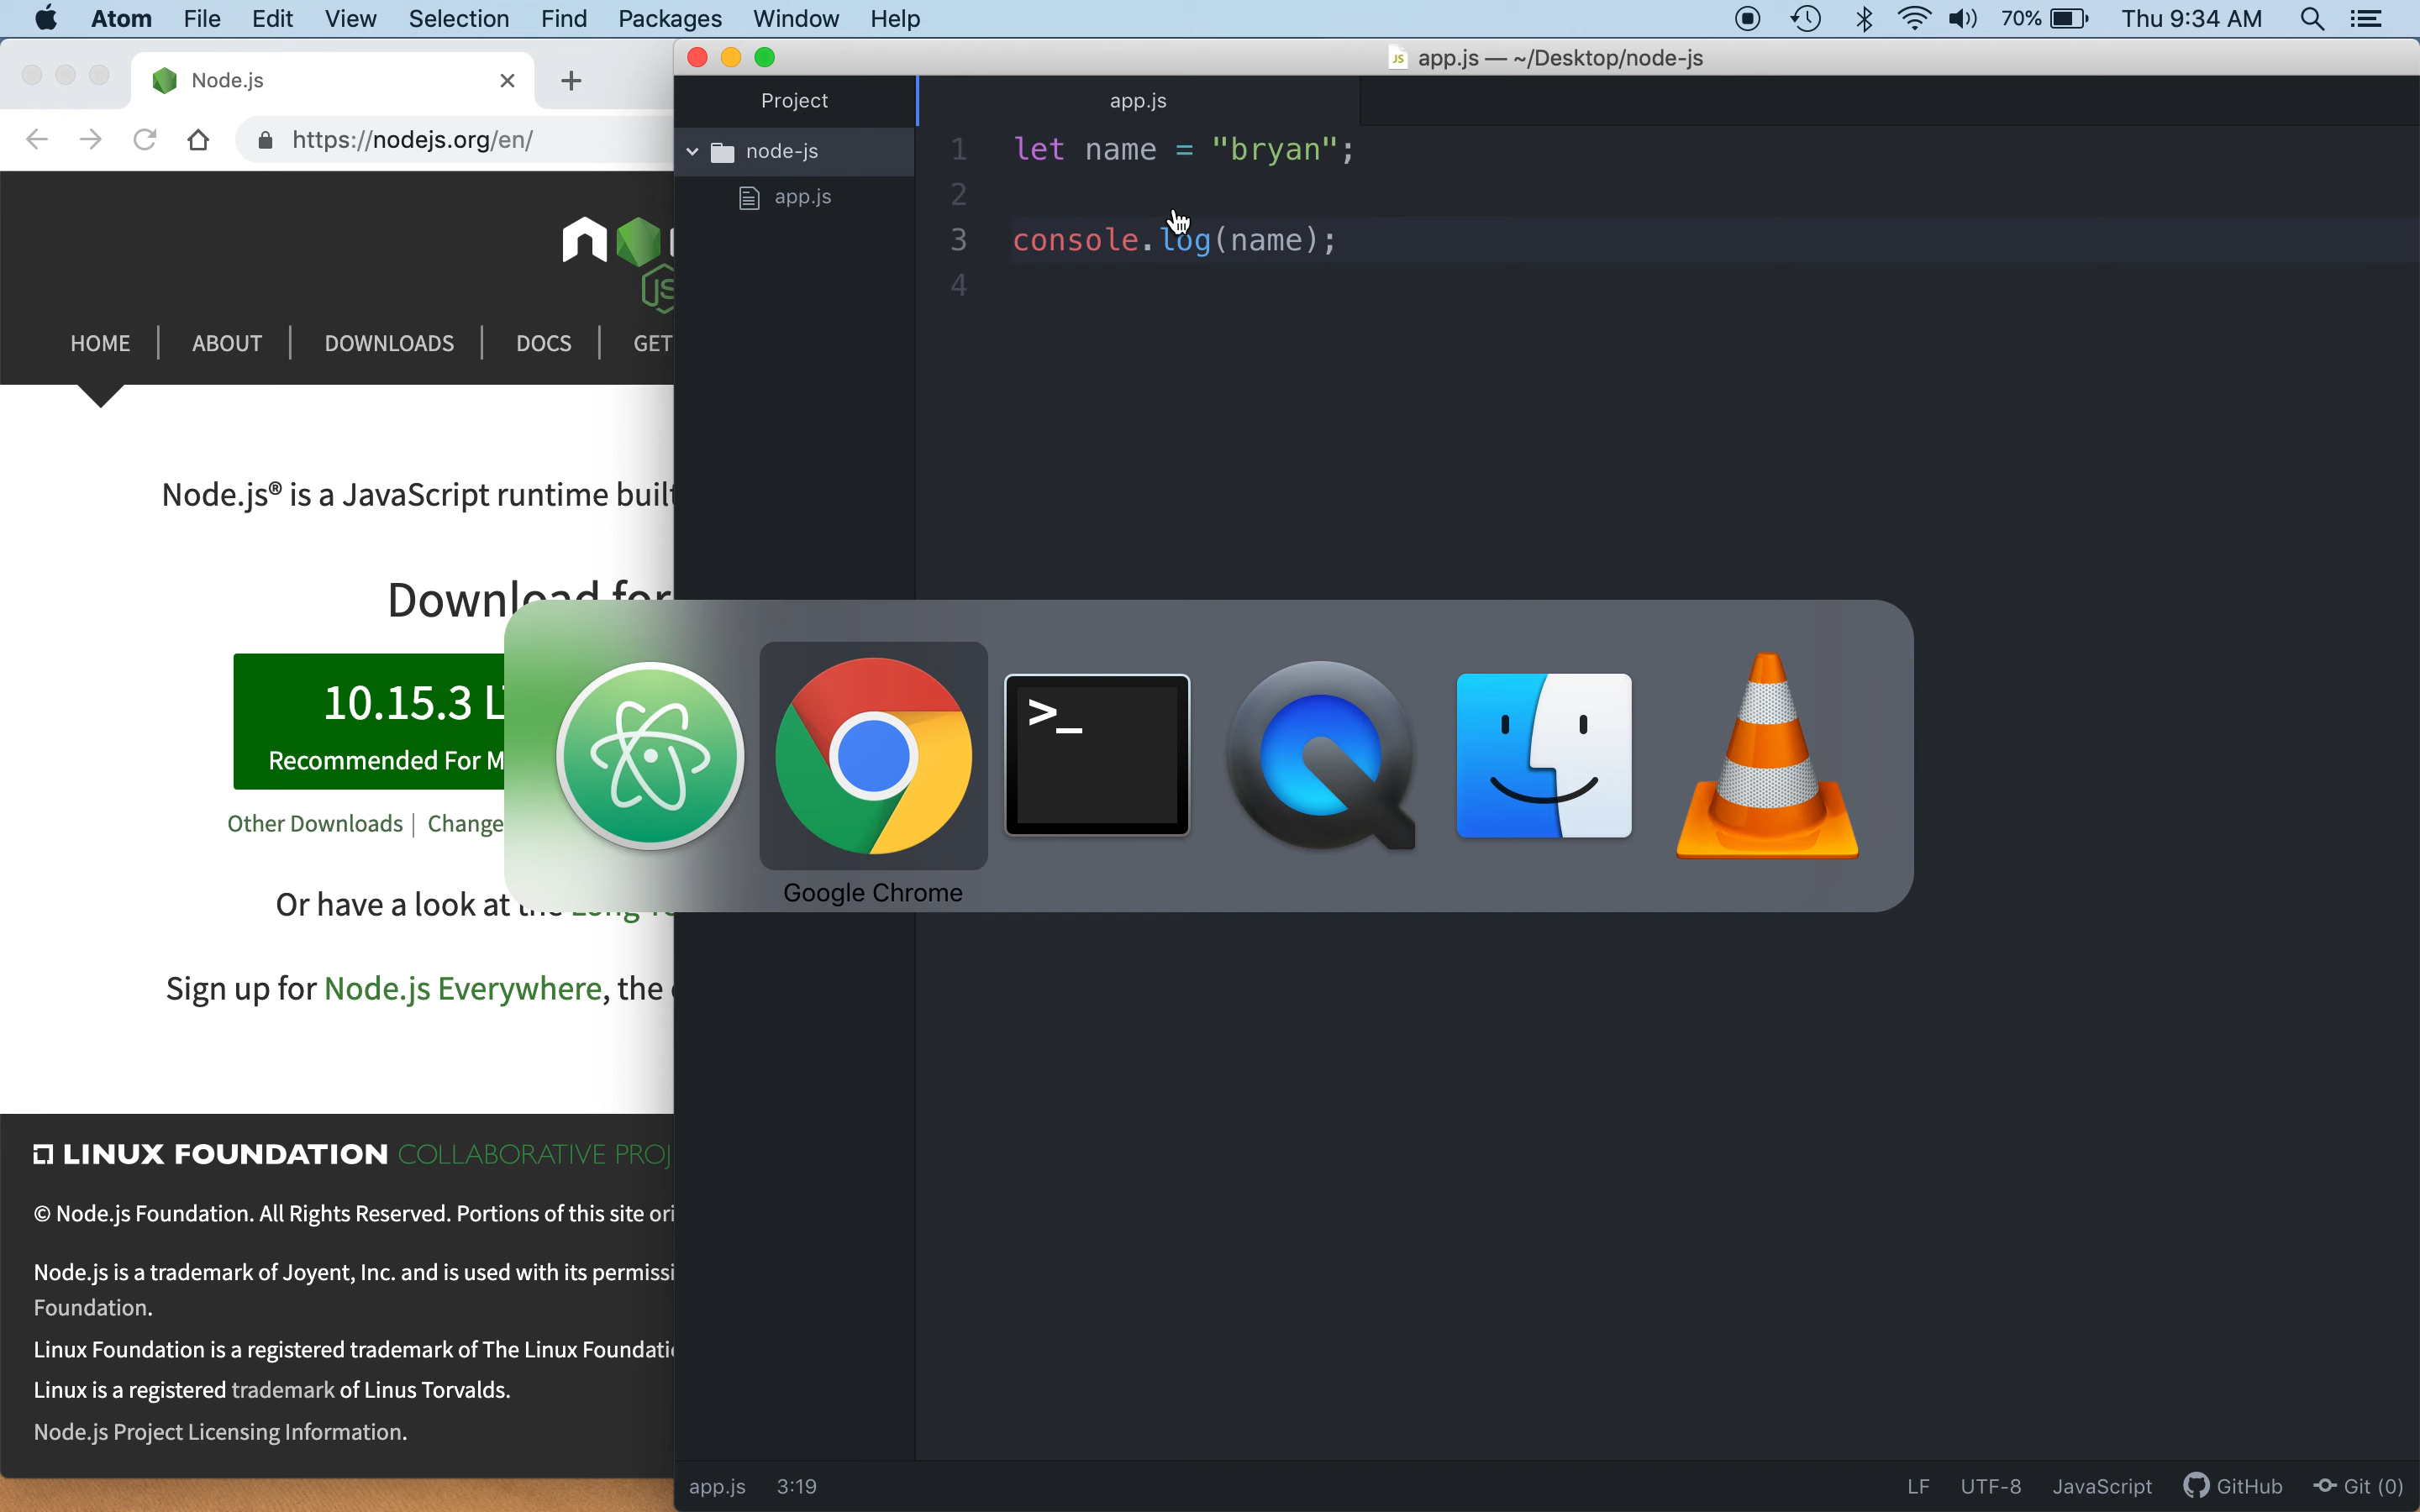 Atom File Edit View Selection Find Packages Window Help 70% Thu 9:34 AM
Node.js
app.js — ~/Desktop/node-js
https://nodejs.org/en/
Project
app.js
node-js
app.js
1 let name = "bryan";
2
3 console.log(name);
4
JS
HOME | ABOUT | DOWNLOADS | DOCS | GET
Node.js® is a JavaScript runtime built
Download for
10.15.3 L
Recommended For M
Other Downloads | Change
Or have a look at
Sign up for Node.js Everywhere, the
>_
Google Chrome
LINUX FOUNDATION COLLABORATIVE PROJ
© Node.js Foundation. All Rights Reserved. Portions of this site ori
Node.js is a trademark of Joyent, Inc. and is used with its permissi
Foundation.
Linux Foundation is a registered trademark of The Linux Foundati
Linux is a registered trademark of Linus Torvalds.
Node.js Project Licensing Information.
app.js 3:19 LF UTF-8 JavaScript GitHub Git (0)